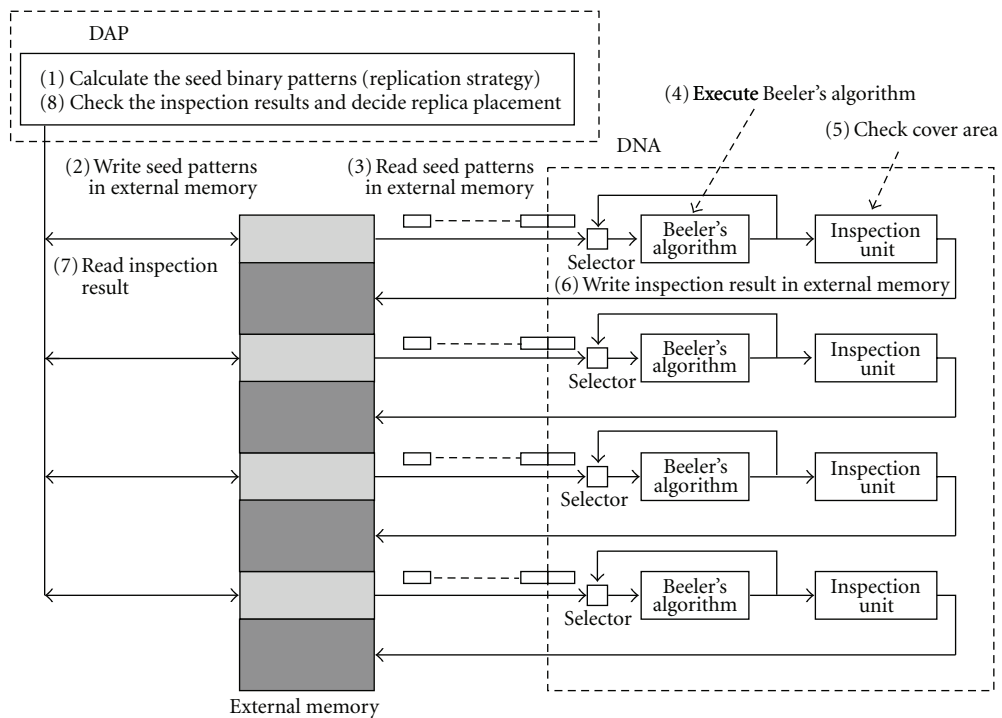 DAP
(1) Calculate the seed binary patterns (replication strategy)
(8) Check the inspection results and decide replica placement
(4) Execute Beeler's algorithm
(5) Check cover area
DNA
(2) Write seed patterns
in external memory
(3) Read seed patterns
in external memory
Beeler's
algorithm
Inspection
unit
Selector
(7) Read inspection
result
(6) Write inspection result in external memory
Beeler's
algorithm
Inspection
unit
Selector
Beeler's
algorithm
Inspection
unit
Selector
Beeler's
algorithm
Inspection
unit
Selector
External memory